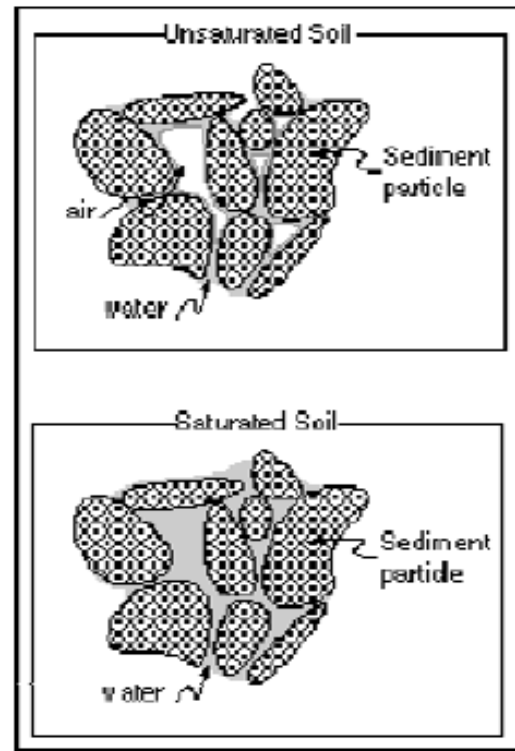 Unsaturated Soil
Sediment
particle
air
water
Saturated Soil
Sediment
particle
water